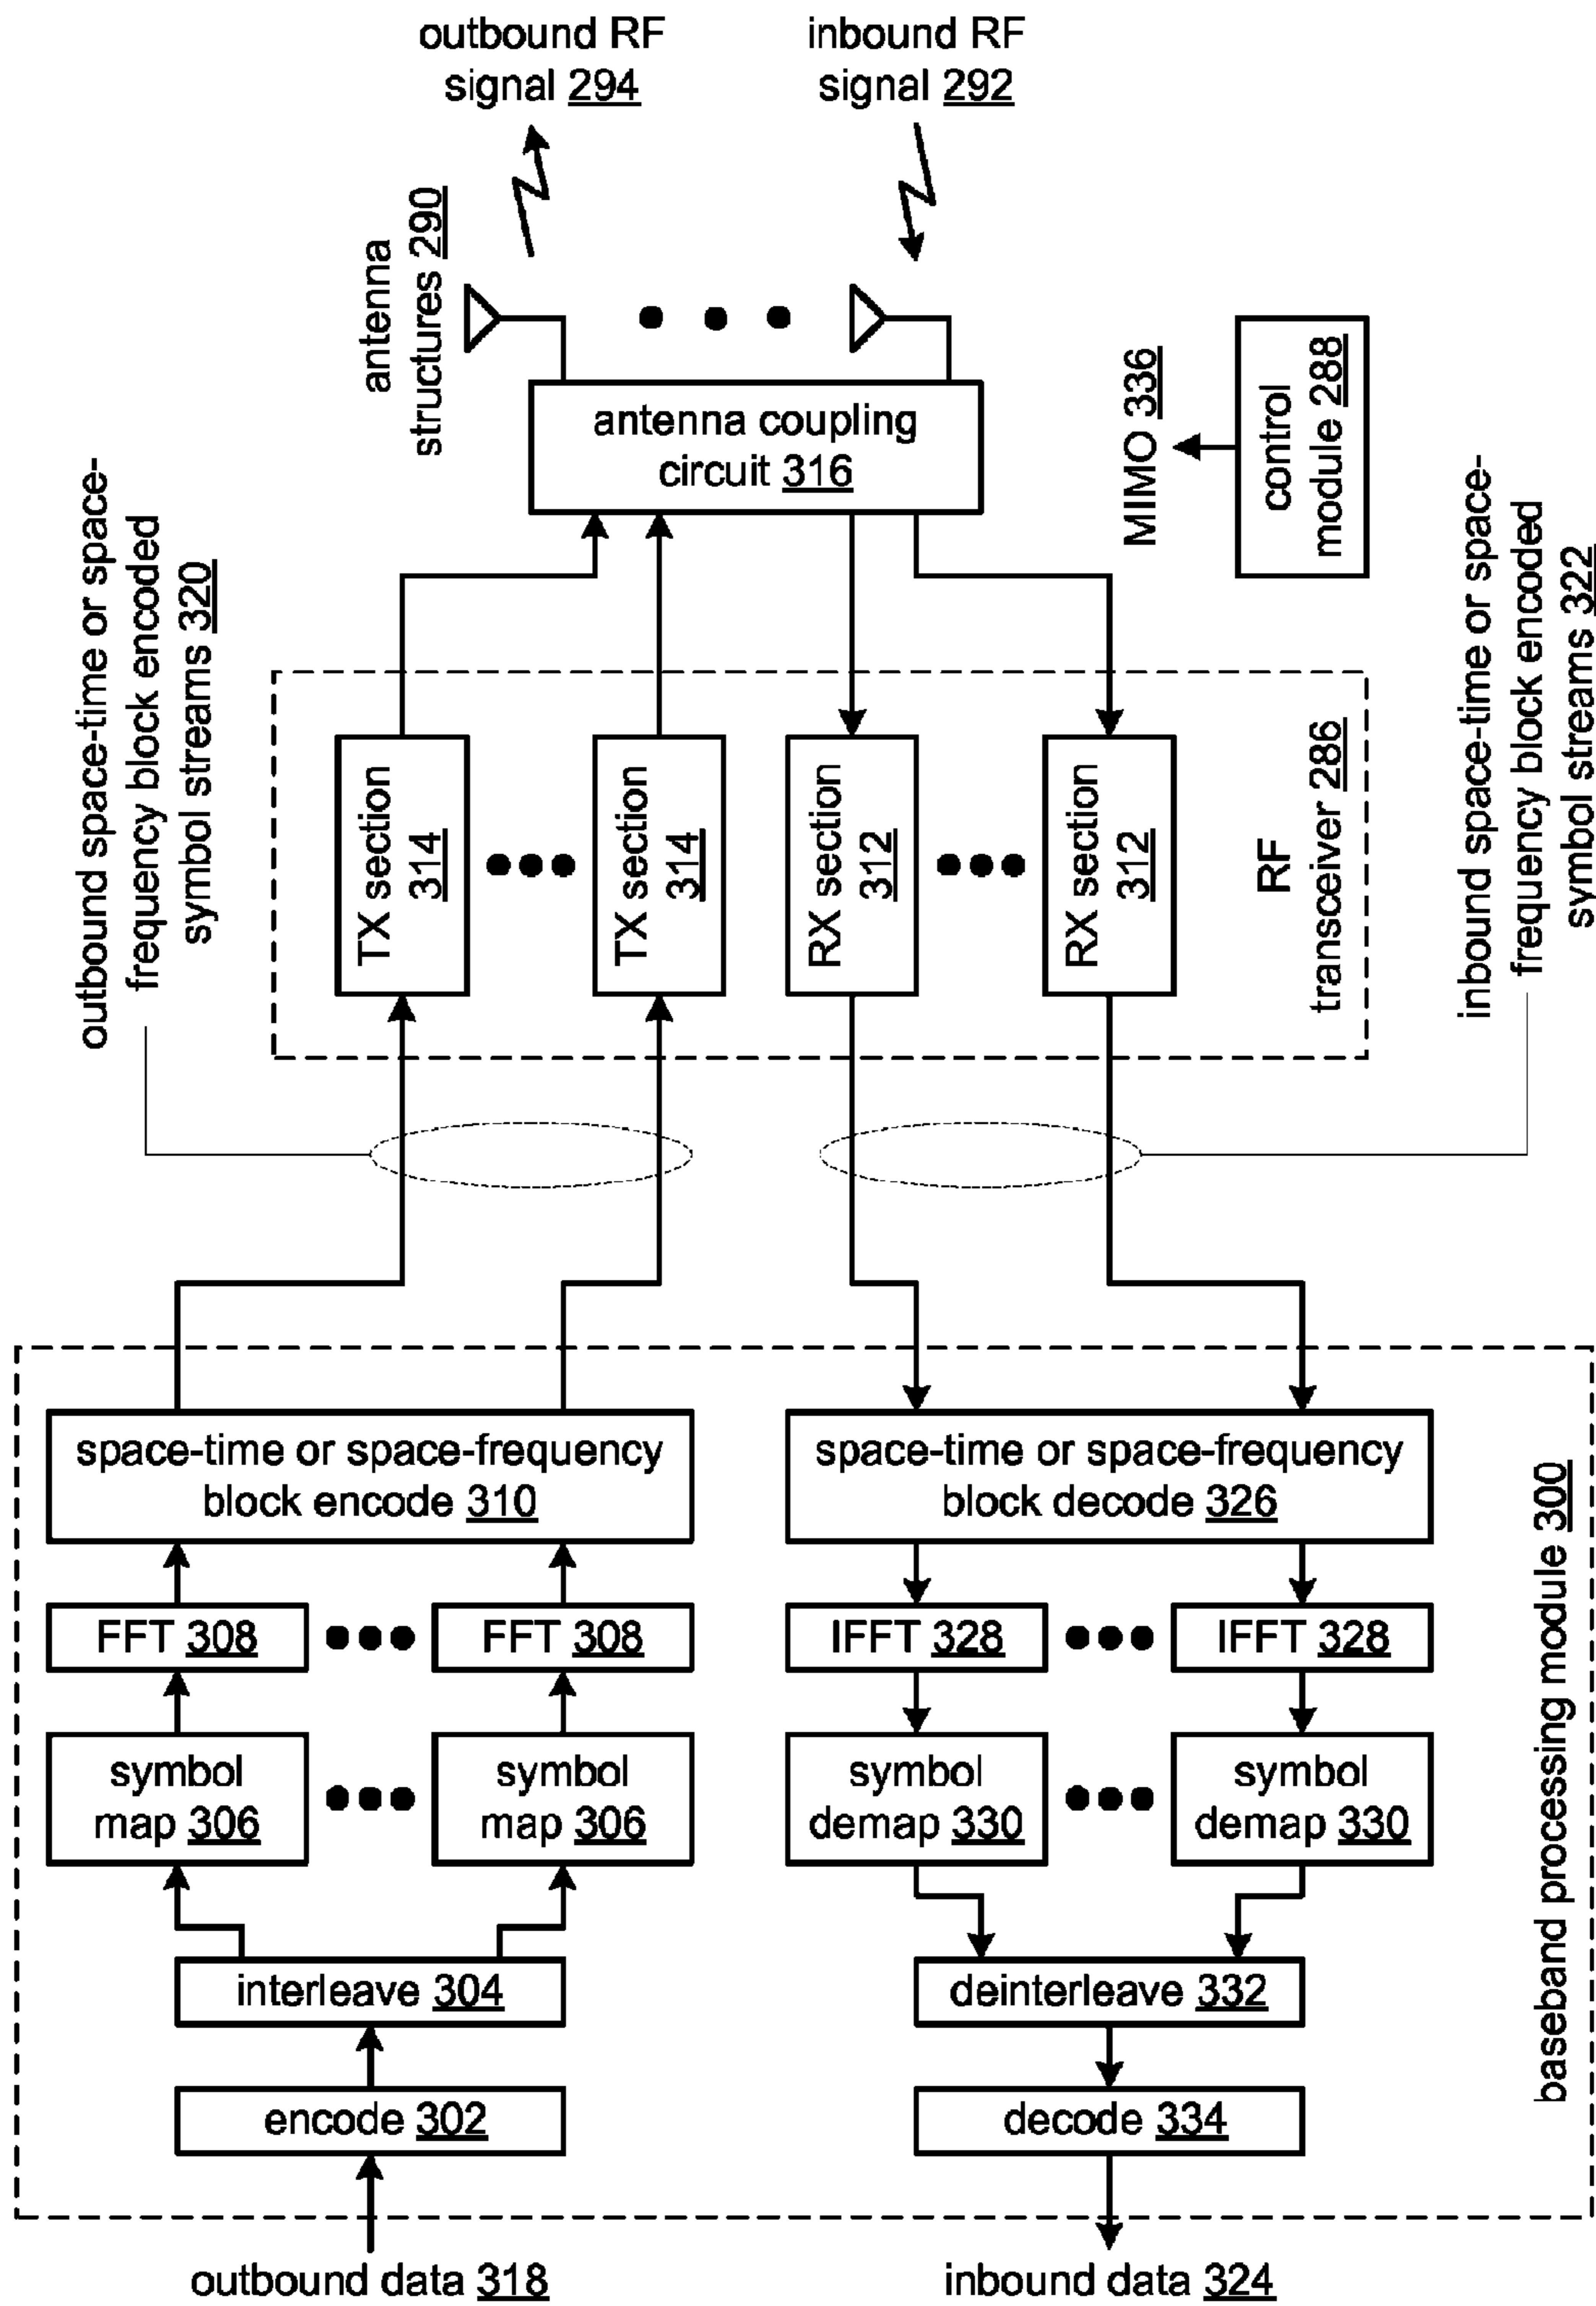 outbound RF
signal 294
inbound RF
signal 292
antenna
structures 290
antenna coupling
circuit 316
MIMO 336
control
module 288
outbound space-time or space-
frequency block encoded
symbol streams 320
TX section
314
TX section
314
RX section
312
RX section
312
RF
transceiver 286
inbound space-time or space-
frequency block encoded
symbol streams 322
space-time or space-frequency
block encode 310
space-time or space-frequency
block decode 326
FFT 308
FFT 308
IFFT 328
IFFT 328
symbol
map 306
symbol
map 306
symbol
demap 330
symbol
demap 330
interleave 304
deinterleave 332
encode 302
decode 334
baseband processing module 300
outbound data 318
inbound data 324